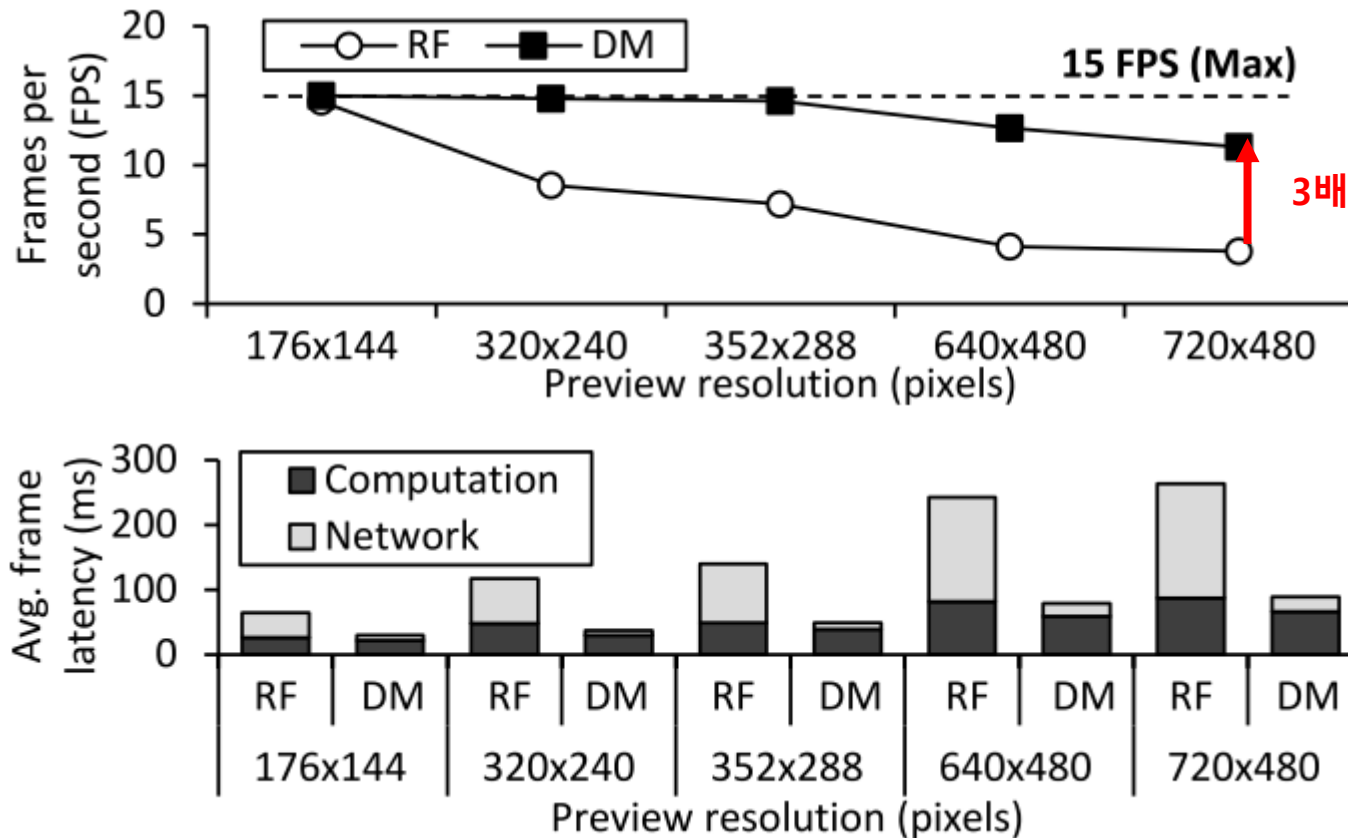 20
15
10
5
0
Frames per
second (FPS)
RF
DM
15 FPS (Max)
3배
176x144
320x240
352x288
640x480
720x480
Preview resolution (pixels)
300
200
100
0
Avg. frame
latency (ms)
Computation
Network
RF DM RF DM RF DM RF DM RF DM
176x144 320x240 352x288 640x480 720x480
Preview resolution (pixels)